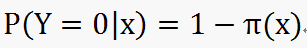 P(Y = 0|x) = 1 − π(x)